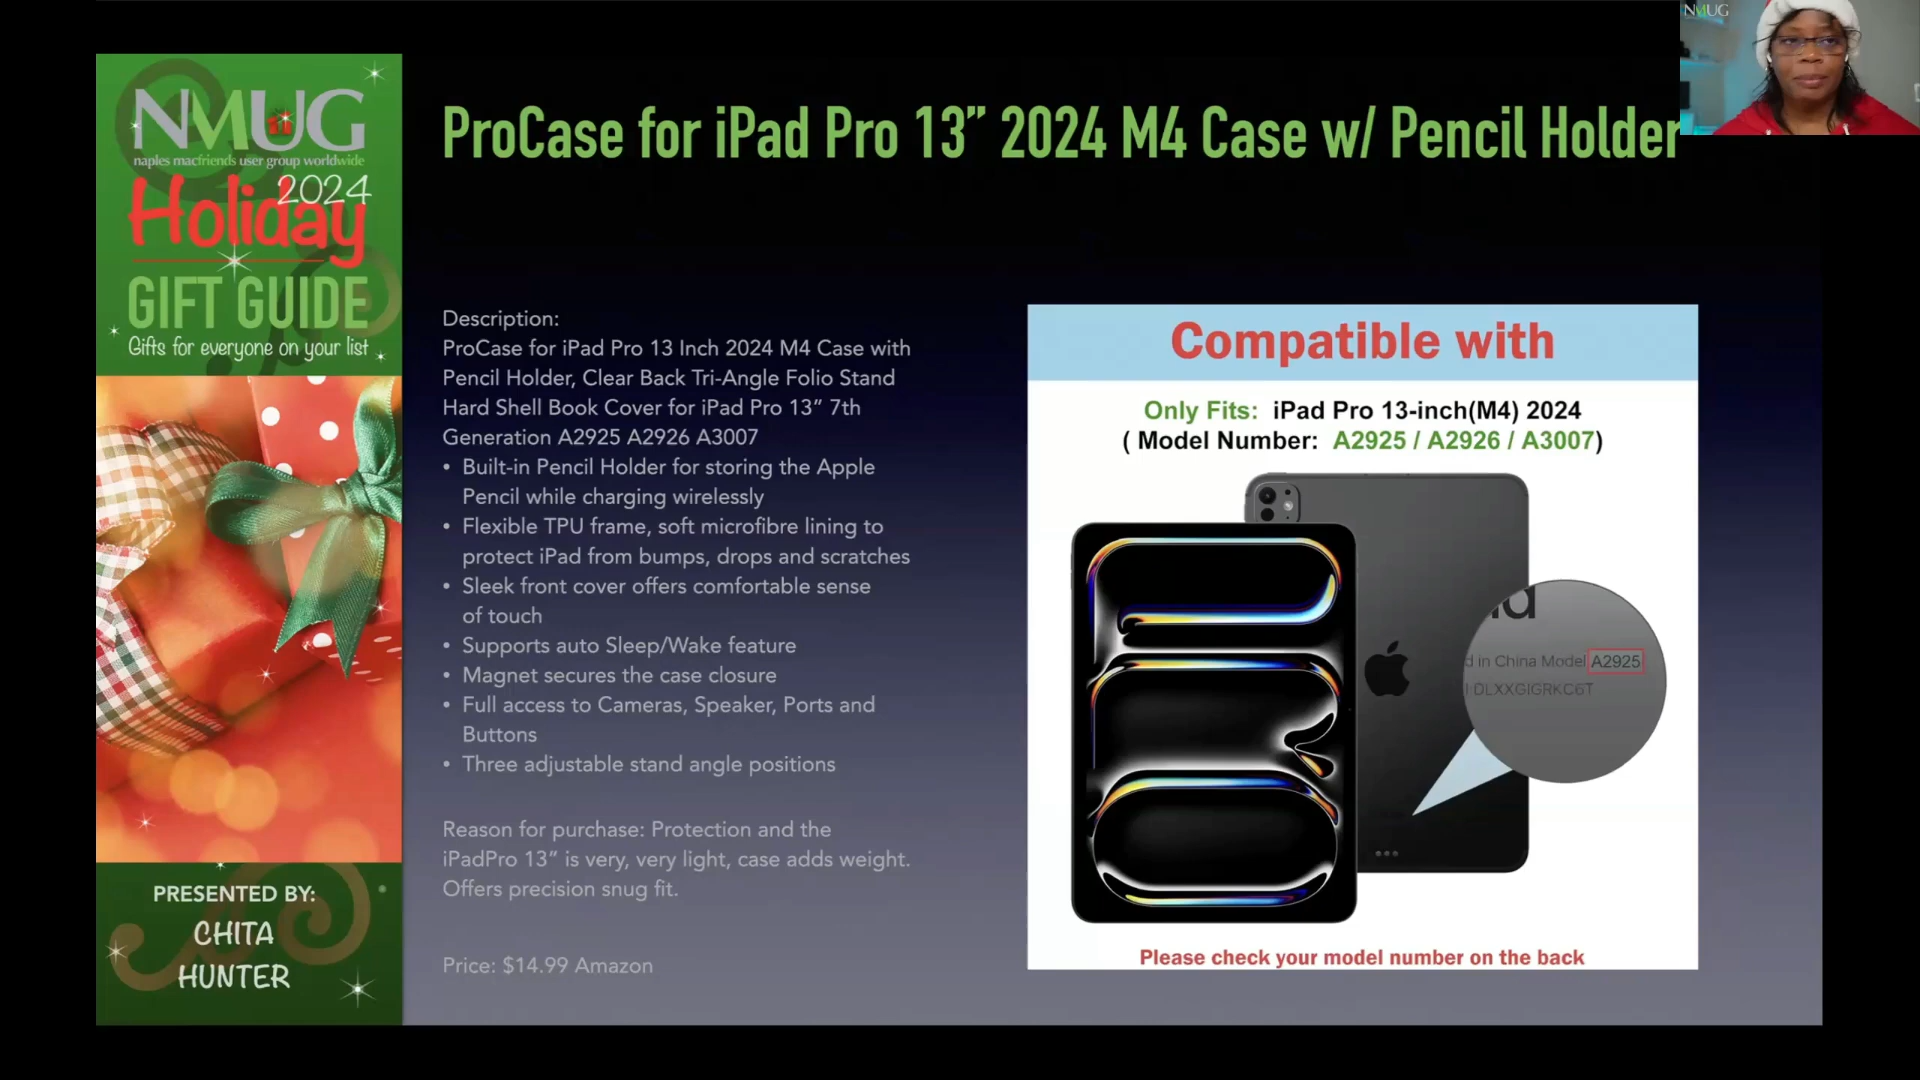 NMUG
naples macfriends user group worldwide
2024
Holiday
GIFT GUIDE
Gifts for everyone on your list
PRESENTED BY:
CHITA
HUNTER
ProCase for iPad Pro 13” 2024 M4 Case w/ Pencil Holder
Description:
ProCase for iPad Pro 13 Inch 2024 M4 Case with
Pencil Holder, Clear Back Tri-Angle Folio Stand
Hard Shell Book Cover for iPad Pro 13” 7th
Generation A2925 A2926 A3007
• Built-in Pencil Holder for storing the Apple
Pencil while charging wirelessly
• Flexible TPU frame, soft microfibre lining to
protect iPad from bumps, drops and scratches
• Sleek front cover offers comfortable sense
of touch
• Supports auto Sleep/Wake feature
• Magnet secures the case closure
• Full access to Cameras, Speaker, Ports and
Buttons
• Three adjustable stand angle positions
Reason for purchase: Protection and the
iPadPro 13” is very, very light, case adds weight.
Offers precision snug fit.
Price: $14.99 Amazon
Compatible with
Only Fits: iPad Pro 13-inch(M4) 2024
( Model Number: A2925 / A2926 / A3007)
d in China Model A2925
DLXXGIGRKC6T
Please check your model number on the back
NMUG